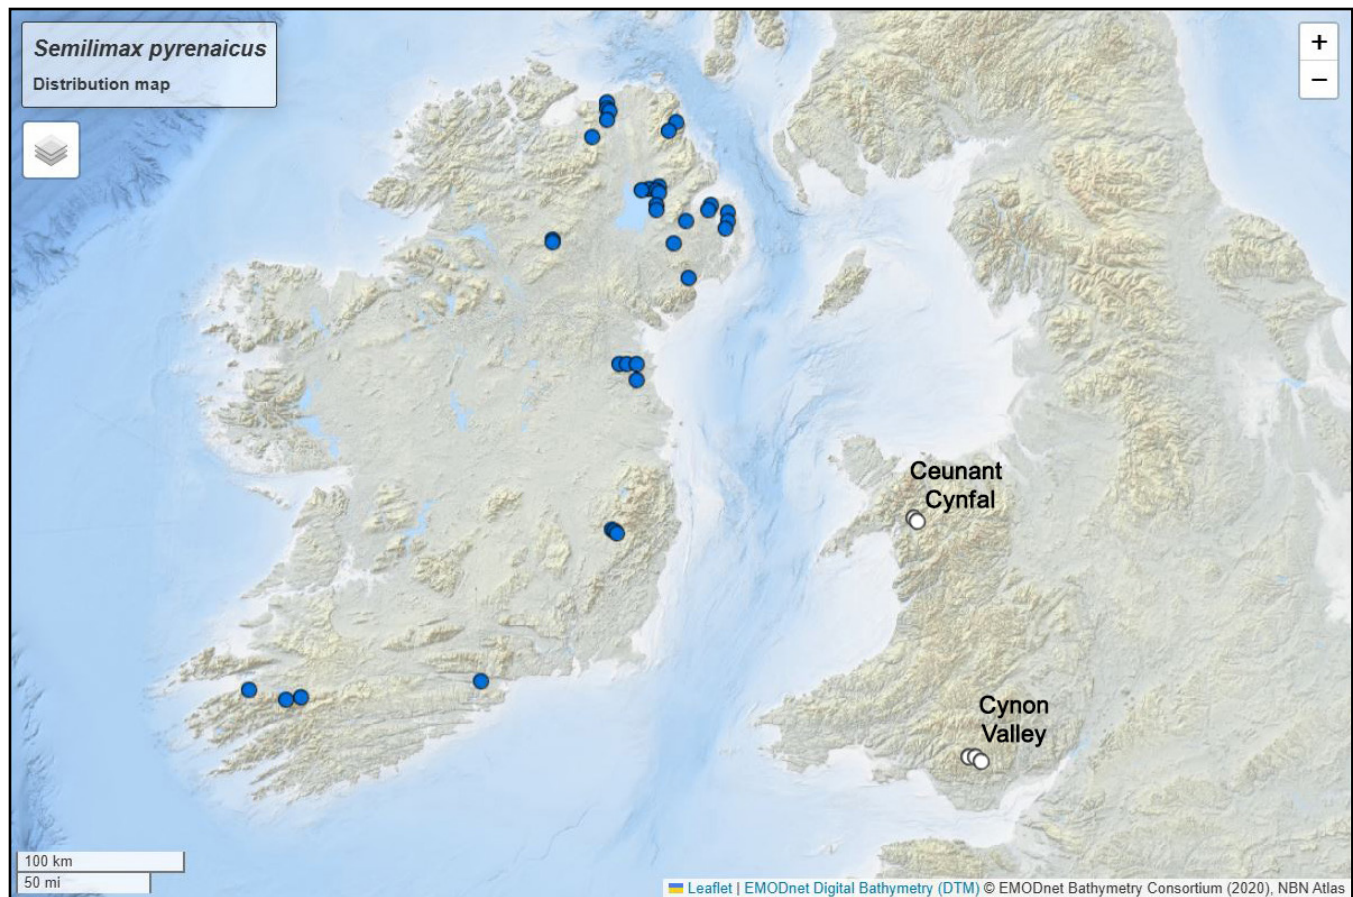 Semilimax pyrenaicus
Distribution map
+
−
Ceunant
Cynfal
Cynon
Valley
100 km
50 mi
Leaflet | EMODnet Digital Bathymetry (DTM) © EMODnet Bathymetry Consortium (2020), NBN Atlas